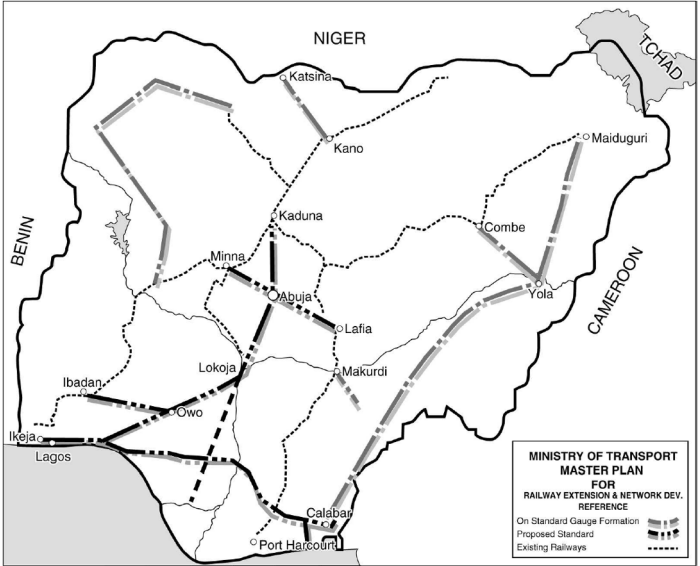 NIGER
TCHAD
Katsina
Kano
Maiduguri
Kaduna
Combe
BENIN
Minna
Abuja
Yola
CAMEROON
Lafia
Lokoja
Makurdi
Ibadan
Owo
Ikeja
Lagos
Calabar
Port Harcourt
MINISTRY OF TRANSPORT
MASTER PLAN
FOR
RAILWAY EXTENSION & NETWORK DEV.
REFERENCE
On Standard Gauge Formation
Proposed Standard
Existing Railways